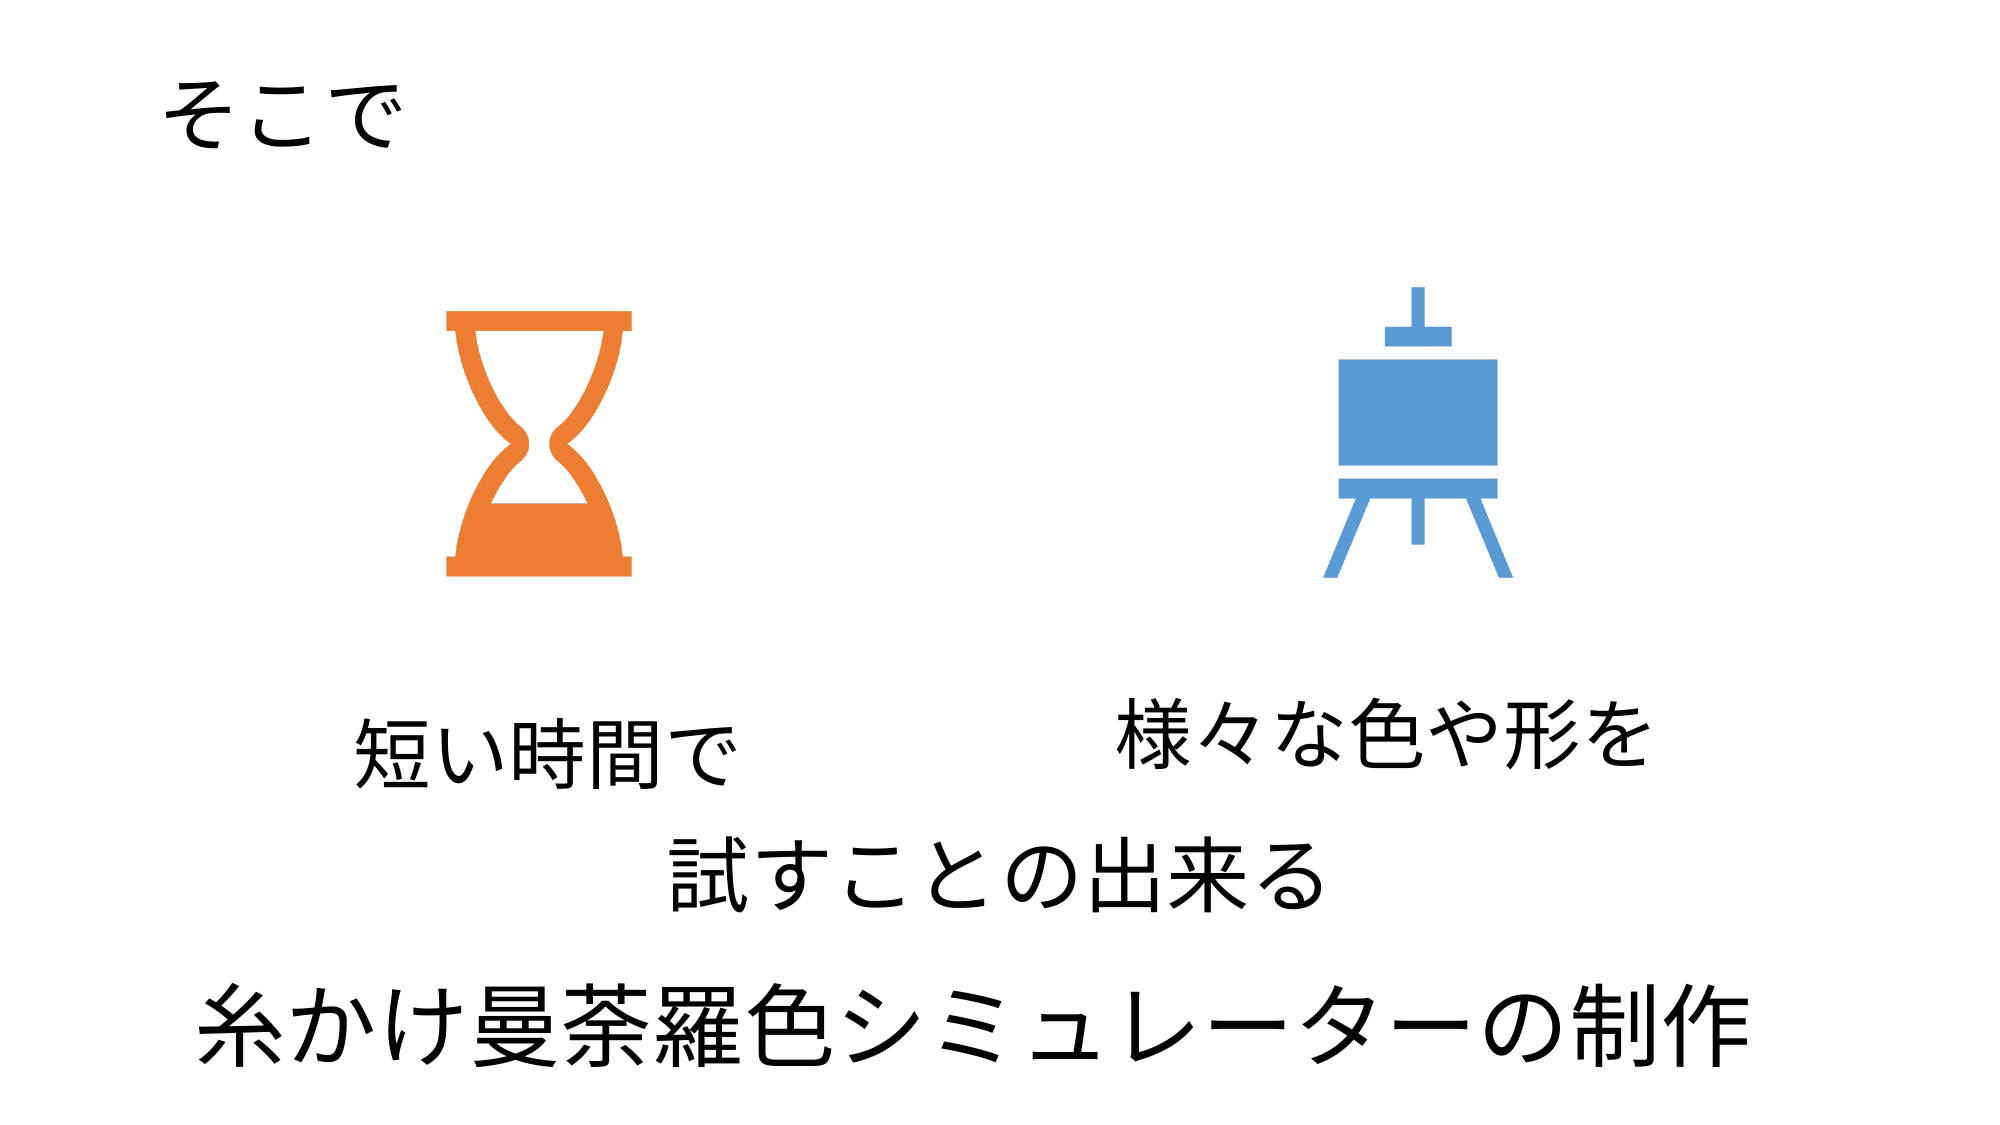 そこで
短い時間で
様々な色や形を
試すことの出来る
糸かけ曼荼羅色シミュレーターの制作